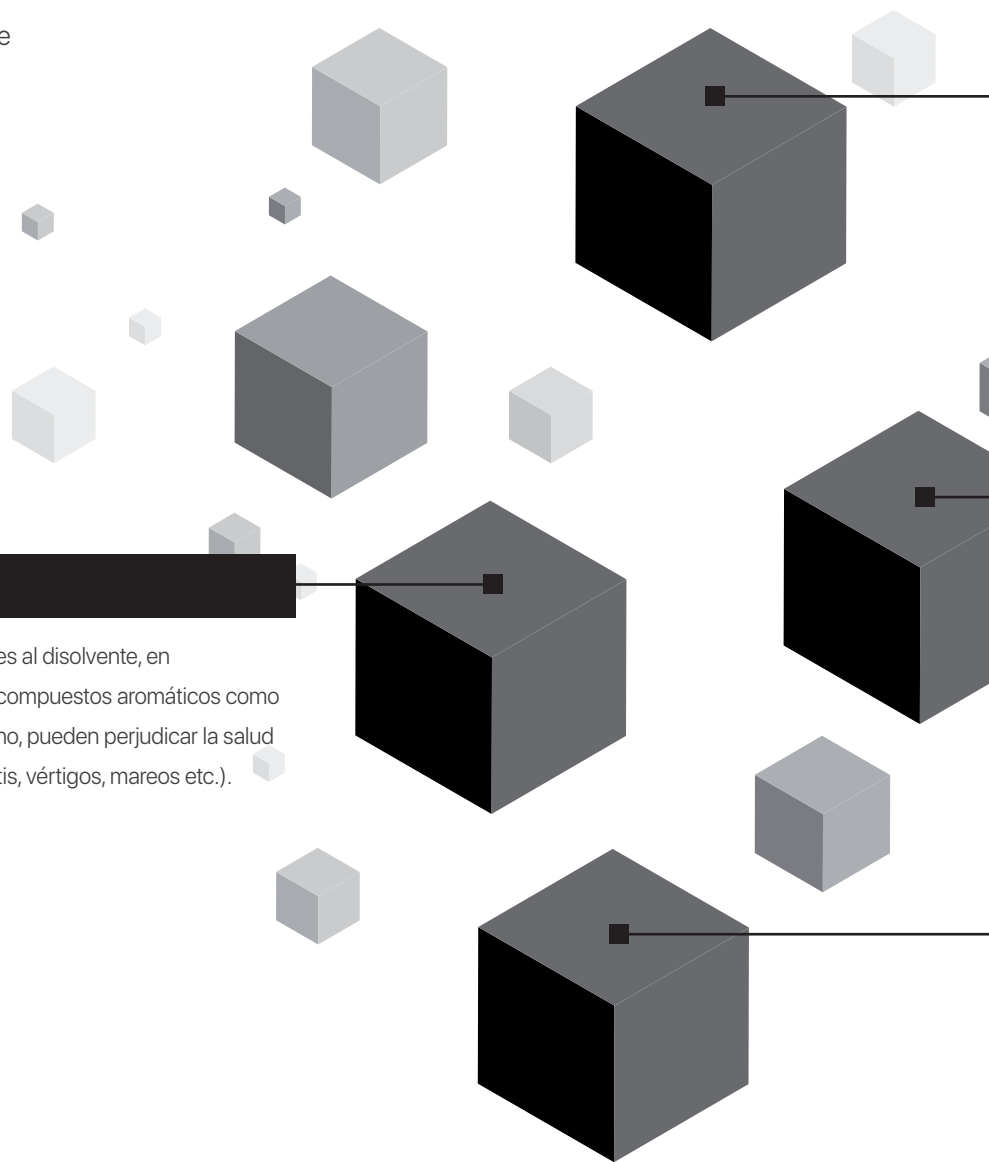 e
es al disolvente, en
compuestos aromáticos como
no, pueden perjudicar la salud
tis, vértigos, mareos etc.).